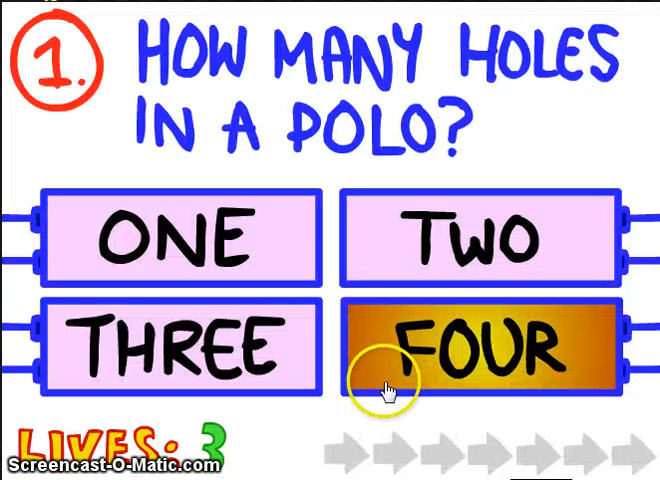 1. HOW MANY HOLES
IN A POLO?
ONE
TWO
THREE
FOUR
LIVES: 3
Screencast-O-Matic.com